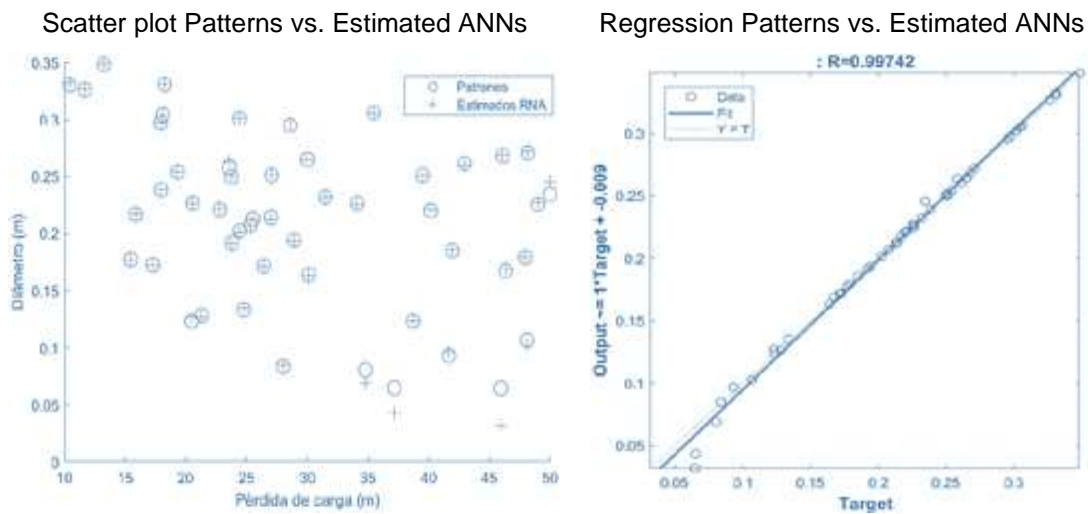 Scatter plot Patterns vs. Estimated ANNs
Regression Patterns vs. Estimated ANNs
Diámetro (m)
0.35
0.3
0.25
0.2
0.15
0.1
0.05
0
10
15
20
25
30
35
40
45
50
Pérdida de carga (m)
Patrones
Estimados RNA
: R=0.99742
Output ~= 1*Target + -0.009
0.3
0.25
0.2
0.15
0.1
0.05
0.05
0.1
0.15
0.2
0.25
0.3
Target
Data
Fit
Y = T